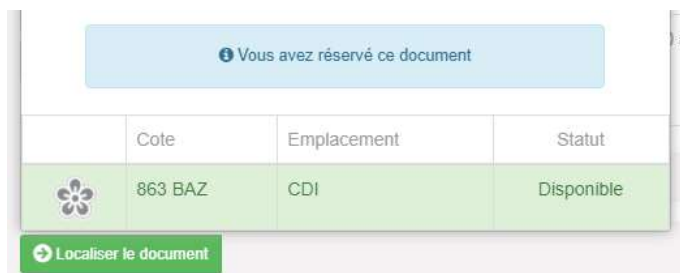 Vous avez réservé ce document
Cote Emplacement Statut
863 BAZ CDI Disponible
Localiser le document